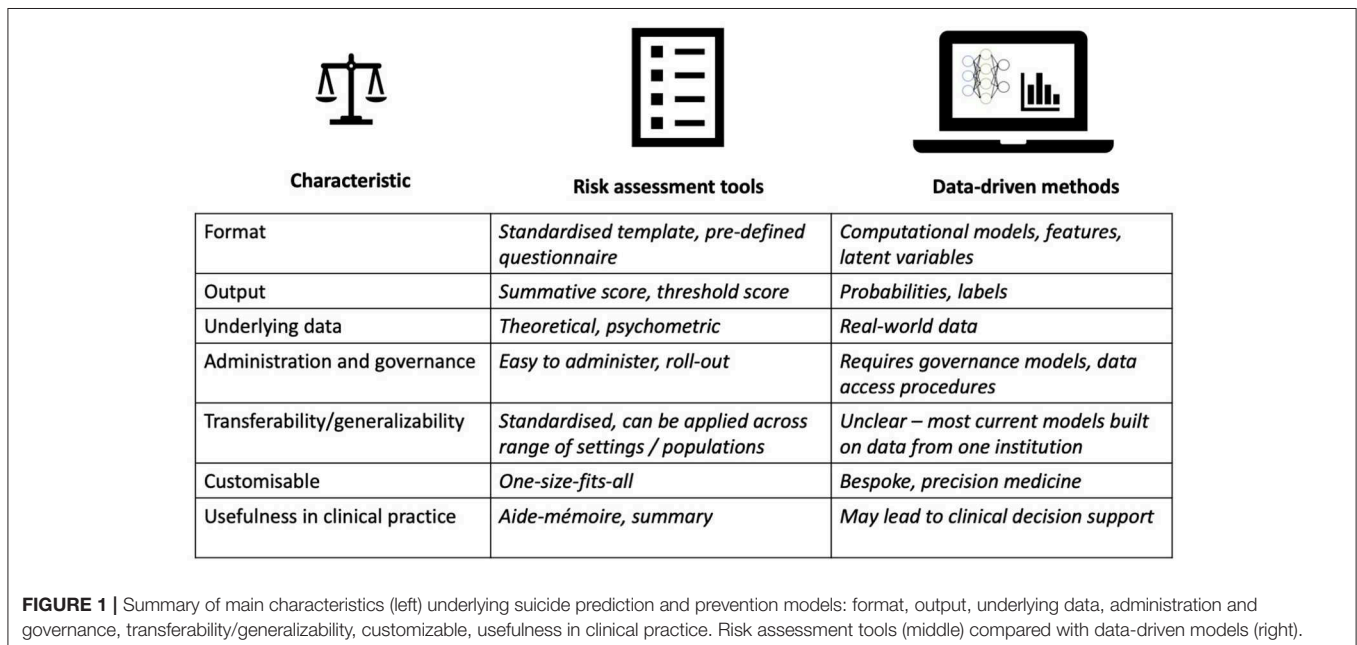 Characteristic
Risk assessment tools
Data-driven methods
Format
Standardised template, pre-defined
questionnaire
Computational models, features,
latent variables
Output
Summative score, threshold score
Probabilities, labels
Underlying data
Theoretical, psychometric
Real-world data
Administration and governance
Easy to administer, roll-out
Requires governance models, data
access procedures
Transferability/generalizability
Standardised, can be applied across
range of settings / populations
Unclear – most current models built
on data from one institution
Customisable
One-size-fits-all
Bespoke, precision medicine
Usefulness in clinical practice
Aide-mémoire, summary
May lead to clinical decision support
FIGURE 1 | Summary of main characteristics (left) underlying suicide prediction and prevention models: format, output, underlying data, administration and
governance, transferability/generalizability, customizable, usefulness in clinical practice. Risk assessment tools (middle) compared with data-driven models (right).